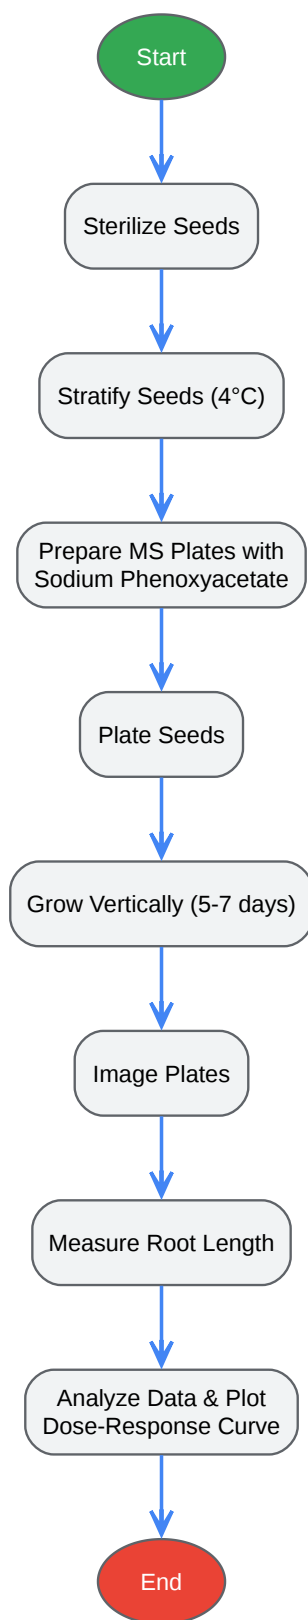 Start
Sterilize Seeds
Stratify Seeds (4°C)
Prepare MS Plates with
Sodium Phenoxyacetate
Plate Seeds
Grow Vertically (5-7 days)
Image Plates
Measure Root Length
Analyze Data & Plot
Dose-Response Curve
End